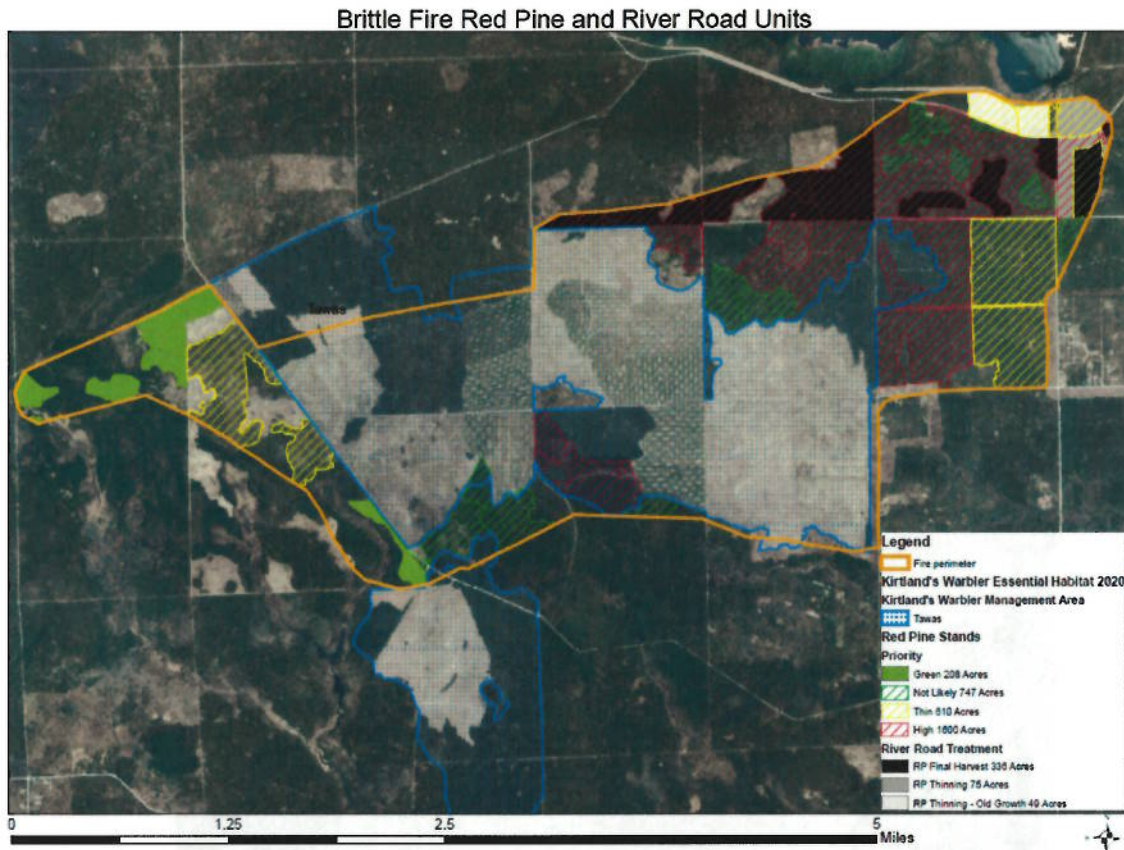 Brittle Fire Red Pine and River Road Units
Tawas
Legend
Fire perimeter
Kirtland's Warbler Essential Habitat 2020
Kirtland's Warbler Management Area
Tawas
Red Pine Stands
Priority
Green 208 Acres
Not Likely 747 Acres
Thin 610 Acres
High 1600 Acres
River Road Treatment
RP Final Harvest 336 Acres
RP Thinning 75 Acres
RP Thinning - Old Growth 49 Acres
0 1.25 2.5 5
Miles